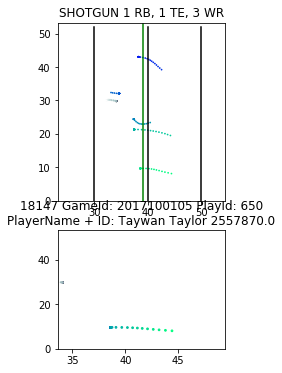 SHOTGUN 1 RB, 1 TE, 3 WR
50
40
30
20
10
0
30 40 50
18147 GameId: 2017100105 PlayId: 650
PlayerName + ID: Taywan Taylor 2557870.0
40
20
0
35 40 45